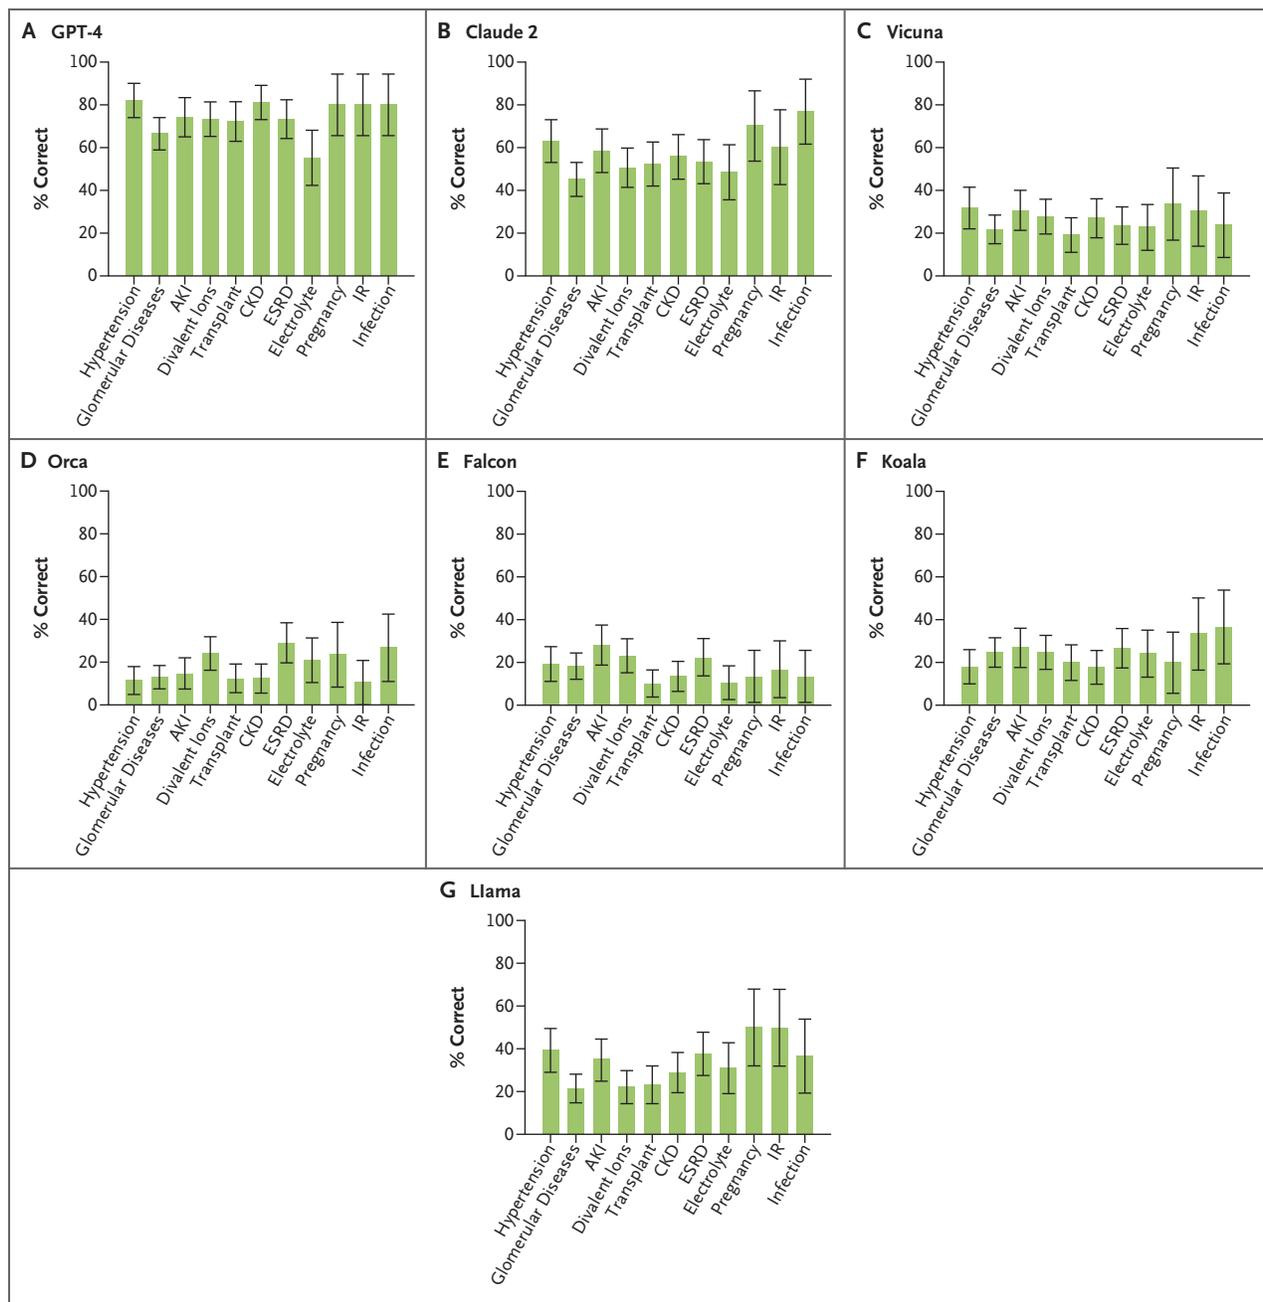 A GPT-4
100
80
60
40
20
0
% Correct
Hypertension
Glomerular Diseases
AKI
Divalent Ions
Transplant
CKD
ESRD
Electrolyte
Pregnancy
IR
Infection
B Claude 2
100
80
60
40
20
0
% Correct
Hypertension
Glomerular Diseases
AKI
Divalent Ions
Transplant
CKD
ESRD
Electrolyte
Pregnancy
IR
Infection
C Vicuna
100
80
60
40
20
0
% Correct
Hypertension
Glomerular Diseases
AKI
Divalent Ions
Transplant
CKD
ESRD
Electrolyte
Pregnancy
IR
Infection
D Orca
100
80
60
40
20
0
% Correct
Hypertension
Glomerular Diseases
AKI
Divalent Ions
Transplant
CKD
ESRD
Electrolyte
Pregnancy
IR
Infection
E Falcon
100
80
60
40
20
0
% Correct
Hypertension
Glomerular Diseases
AKI
Divalent Ions
Transplant
CKD
ESRD
Electrolyte
Pregnancy
IR
Infection
F Koala
100
80
60
40
20
0
% Correct
Hypertension
Glomerular Diseases
AKI
Divalent Ions
Transplant
CKD
ESRD
Electrolyte
Pregnancy
IR
Infection
G Llama
100
80
60
40
20
0
% Correct
Hypertension
Glomerular Diseases
AKI
Divalent Ions
Transplant
CKD
ESRD
Electrolyte
Pregnancy
IR
Infection